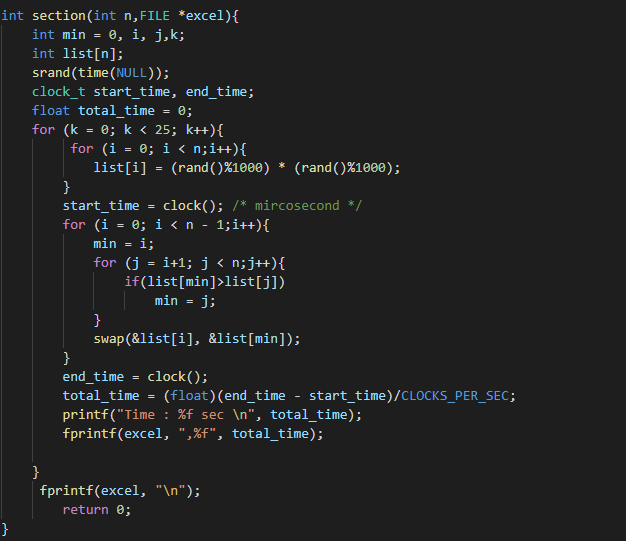 int section(int n,FILE *excel){
    int min = 0, i, j,k;
    int list[n];
    srand(time(NULL));
    clock_t start_time, end_time;
    float total_time = 0;
    for (k = 0; k < 25; k++){
         for (i = 0; i < n;i++){
            list[i] = (rand()%1000) * (rand()%1000);
        }
        start_time = clock(); /* mircosecond */
        for (i = 0; i < n - 1;i++){
            min = i;
            for (j = i+1; j < n;j++){
                if(list[min]>list[j])
                    min = j;
            }
            swap(&list[i], &list[min]);
        }
        end_time = clock();
        total_time = (float)(end_time - start_time)/CLOCKS_PER_SEC;
        printf("Time : %f sec \n", total_time);
        fprintf(excel, ",%f", total_time);
    }
     fprintf(excel, "\n");
        return 0;
}